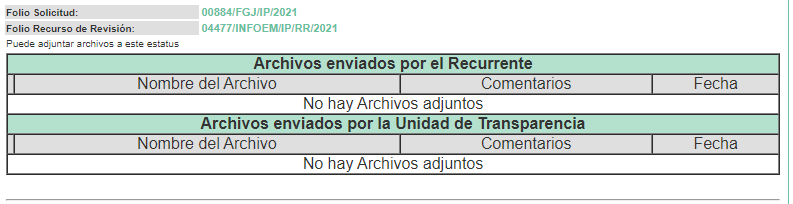 Folio Solicitud: 00884/FGJ/IP/2021
Folio Recurso de Revisión: 04477/INFOEM/IP/RR/2021
Puede adjuntar archivos a este estatus
Archivos enviados por el Recurrente
Nombre del Archivo Comentarios Fecha
No hay Archivos adjuntos
Archivos enviados por la Unidad de Transparencia
Nombre del Archivo Comentarios Fecha
No hay Archivos adjuntos